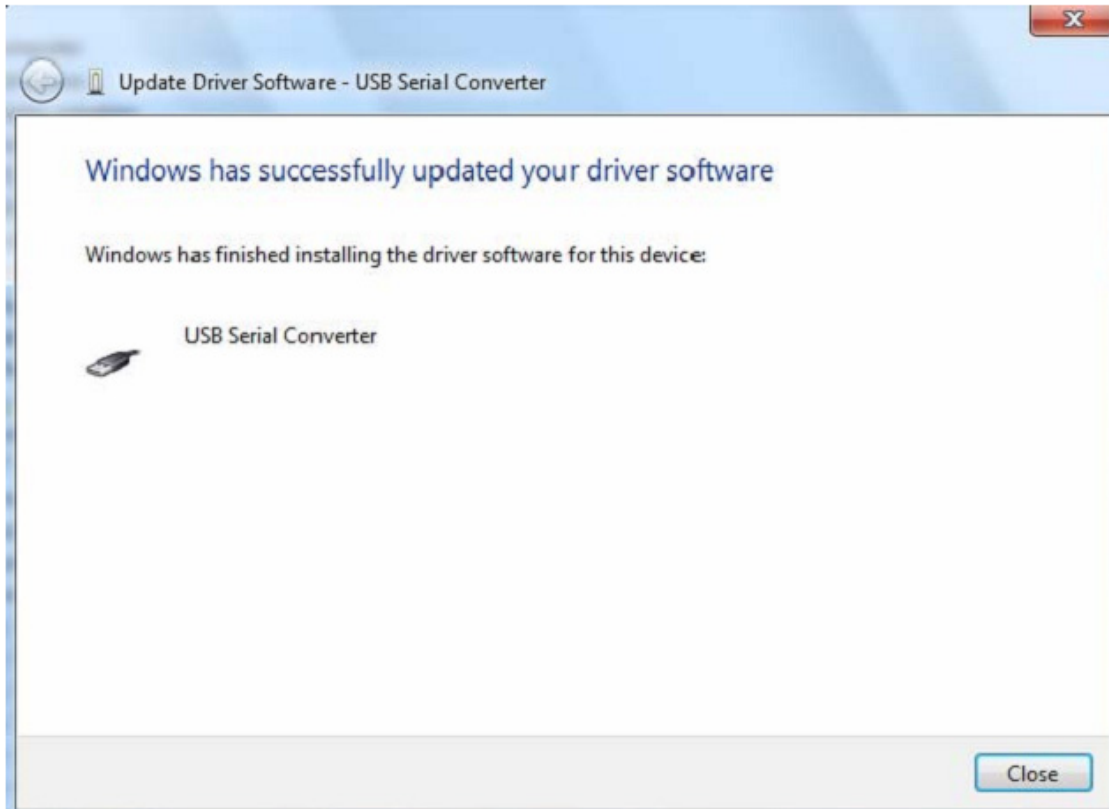 Update Driver Software - USB Serial Converter
Windows has successfully updated your driver software
Windows has finished installing the driver software for this device:
USB Serial Converter
Close